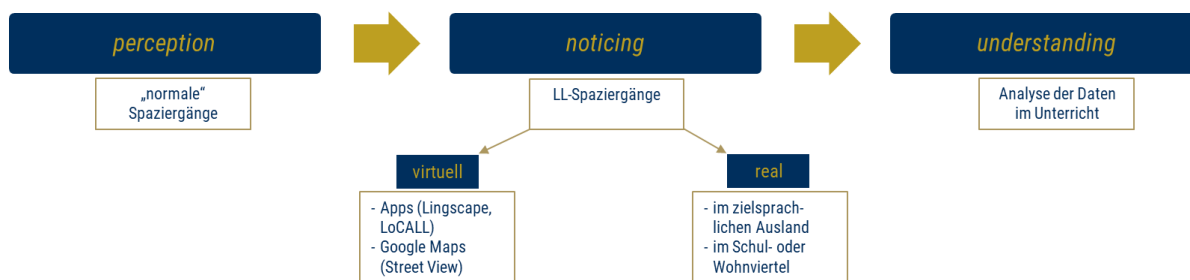 perception
noticing
understanding
„normale“
Spaziergänge
LL-Spaziergänge
Analyse der Daten
im Unterricht
virtuell
real
- Apps (Lingscape,
LoCALL)
- Google Maps
(Street View)
- im zielsprach-
lichen Ausland
- im Schul- oder
Wohnviertel